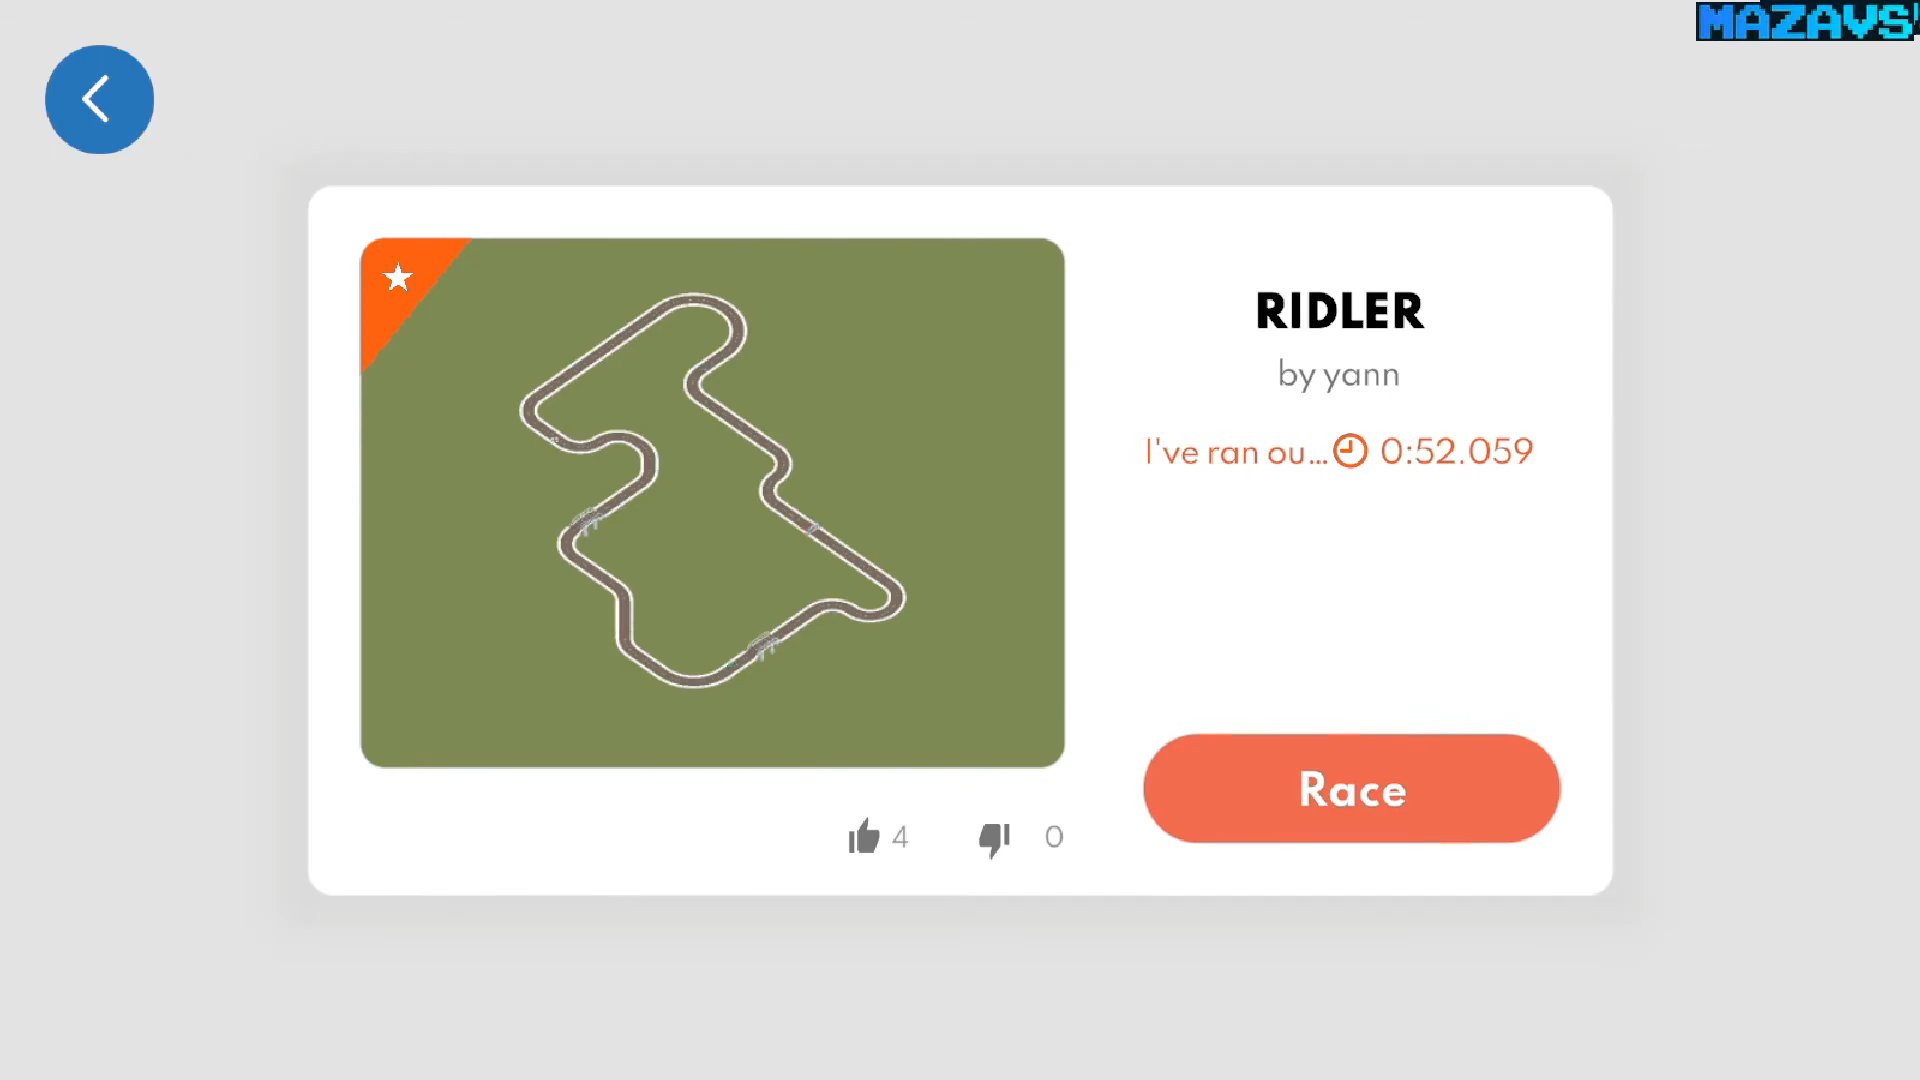 MAZAVS
RIDLER
by yann
I've ran ou... 0:52.059
Race
4
0